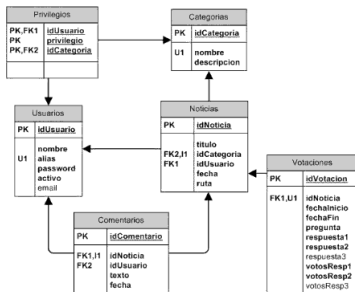 Privilegios
PK,FK1 idUsuario
PK privilegio
PK,FK2 idCategoria
Categorias
PK idCategoria
U1 nombre
descripcion
Usuarios
PK idUsuario
nombre
U1 alias
password
activo
email
Noticias
PK idNoticia
titulo
FK2,I1 idCategoria
FK1 idUsuario
fecha
ruta
Votaciones
PK idVotacion
FK1,U1 idNoticia
fechaInicio
fechaFin
pregunta
respuesta1
respuesta2
respuesta3
votosResp1
votosResp2
votosResp3
Comentarios
PK idComentario
FK1,I1 idNoticia
FK2 idUsuario
texto
fecha